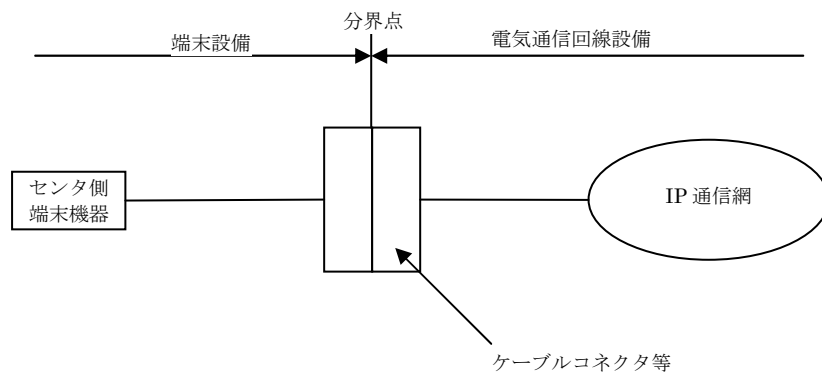 分界点
端末設備
電気通信回線設備
センタ側
端末機器
IP 通信網
ケーブルコネクタ等